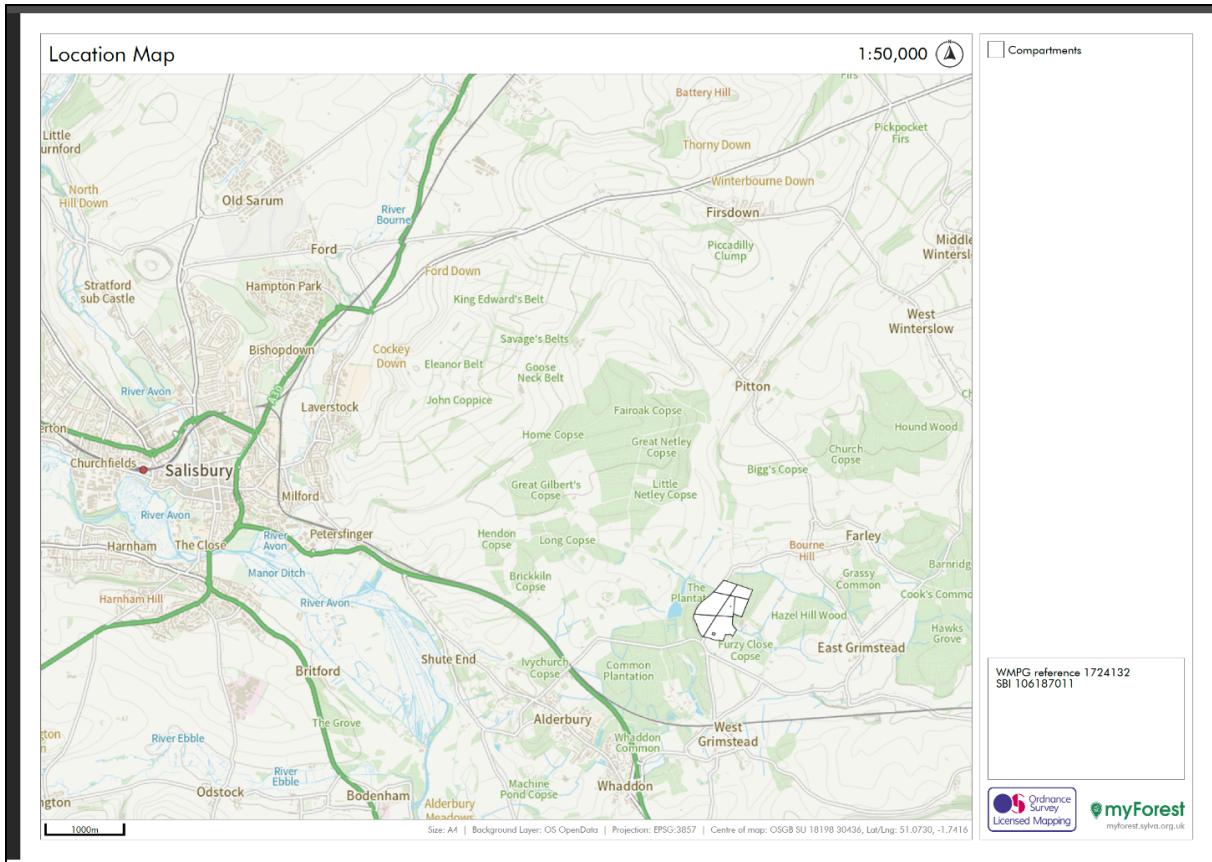 Location Map
1:50,000
N
Compartments
Battery Hill
Firs
Little
urnford
Pickpocket
Firs
Thorny Down
North
Hill Down
Winterbourne Down
Old Sarum
River
Bourne
Firsdown
Ford
Piccadilly
Clump
Middle
Wintersl
Ford Down
Stratford
sub Castle
Hampton Park
King Edward's Belt
West
Winterslow
Savage's Belts
Bishopdown
Cockey
Down
Eleanor Belt
Goose
Neck Belt
Pitton
River Avon
A30
John Coppice
Laverstock
Fairoak Copse
erton
Home Copse
Great Netley
Copse
Hound Wood
Churchfields
Salisbury
Church
Copse
Bigg's Copse
Great Gilbert's
Copse
Little
Netley Copse
Milford
River Avon
Harnham
The Close
River
Avon
Petersfinger
Hendon
Copse
Long Copse
Bourne
Hill
Farley
Manor Ditch
Barnridg
Brickkiln
Copse
The
Plantat
Grassy
Common
Cook's Commo
Harnham Hill
River Avon
Hazel Hill Wood
Hawks
Grove
Furzy Close
Copse
East Grimstead
Britford
Shute End
Ivychurch
Copse
Common
Plantation
WMPG reference 1724132
SBI 106187011
The Grove
Alderbury
West
Grimstead
gton
River Ebble
Whaddon
Common
River
Ebble
Odstock
Bodenham
Machine
Pond Copse
Whaddon
ngton
Alderbury
Meadows
1000m
Size: A4 | Background Layer: OS OpenData | Projection: EPSG:3857 | Centre of map: OSGB SU 18198 30436, Lat/Lng: 51.0730, -1.7416
Ordnance
Survey
Licensed Mapping
myForest
myforest.sylva.org.uk